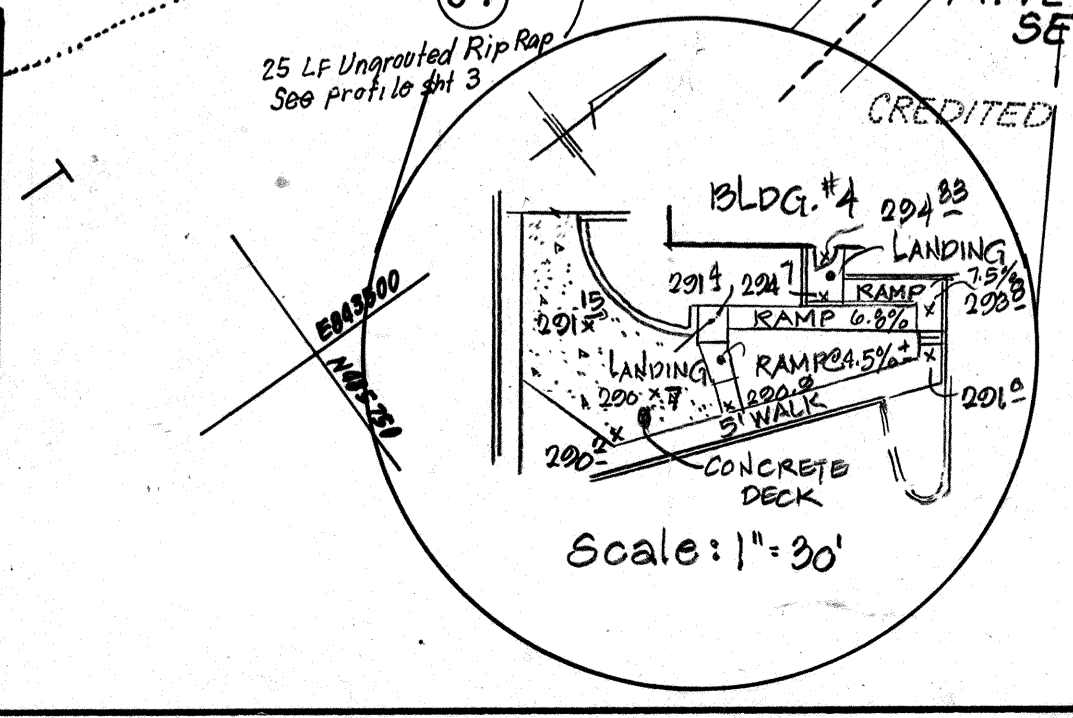 25 LF Ungrouted Rip Rap
See profile sht 3
SE
CREDITED
BLDG. #4
294 83
LANDING
291 4
294 7
RAMP
7.5%
293 8
291 15
RAMP 6.8%
LANDING
RAMP@4.5%±
290.9
291 0
5' WALK
290 2
CONCRETE
DECK
E843500
Scale: 1"=30'